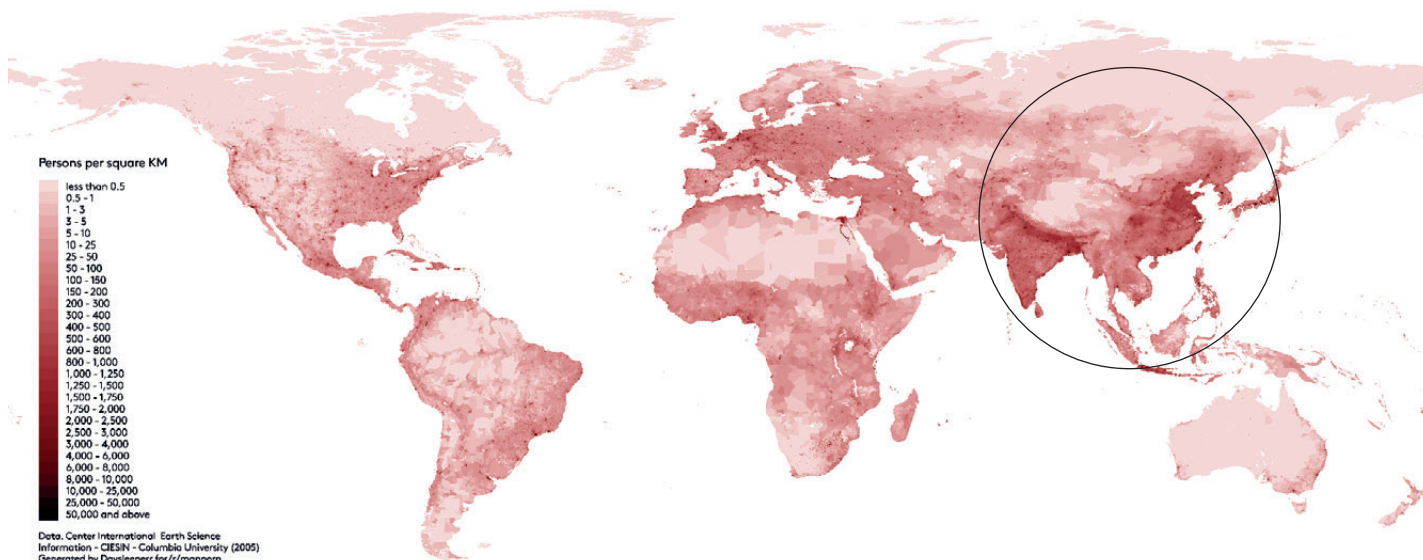 Persons per square KM
less than 0.5
0.5 - 1
1 - 3
3 - 5
5 - 10
10 - 25
25 - 50
50 - 100
100 - 150
150 - 200
200 - 300
300 - 400
400 - 500
500 - 600
600 - 800
800 - 1,000
1,000 - 1,250
1,250 - 1,500
1,500 - 1,750
1,750 - 2,000
2,000 - 2,500
2,500 - 3,000
3,000 - 4,000
4,000 - 6,000
6,000 - 8,000
8,000 - 10,000
10,000 - 25,000
25,000 - 50,000
50,000 and above
Data. Center International Earth Science
Information - CIESIN - Columbia University (2005)
Generated by Daysleeperr for/r/mapporn